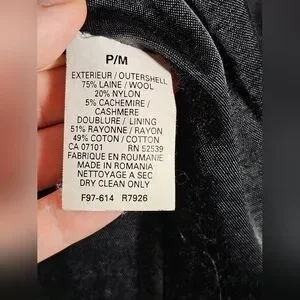 P/M
EXTERIEUR / OUTERSHELL
75% LAINE / WOOL
20% NYLON
5% CACHEMIRE /
CASHMERE
DOUBLURE / LINING
51% RAYONNE / RAYON
49% COTON / COTTON
CA 07101 RN 52539
FABRIQUE EN ROUMANIE
MADE IN ROMANIA
NETTOYAGE A SEC
DRY CLEAN ONLY
F97-614 R7926